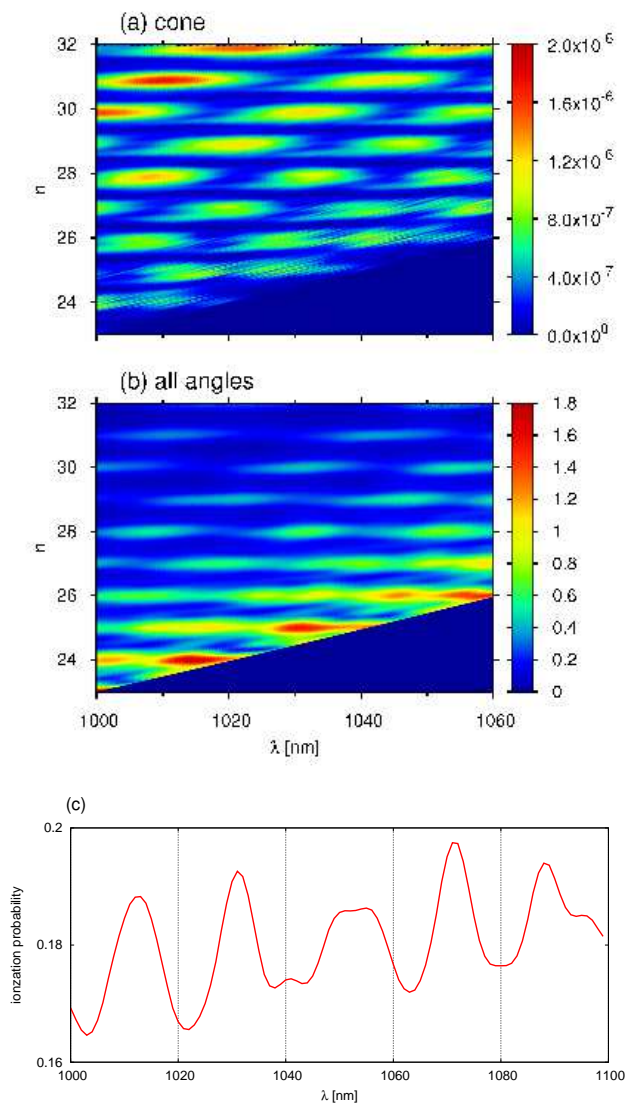 (a) cone
32
30
28
26
24
n
2.0x10⁻⁶
1.6x10⁻⁶
1.2x10⁻⁶
8.0x10⁻⁷
4.0x10⁻⁷
0.0x10⁰
(b) all angles
32
30
28
26
24
n
1.8
1.6
1.4
1.2
1
0.8
0.6
0.4
0.2
0
1000 1020 1040 1060
λ [nm]
(c)
0.2
0.18
0.16
ionzation probability
1000 1020 1040 1060 1080 1100
λ [nm]